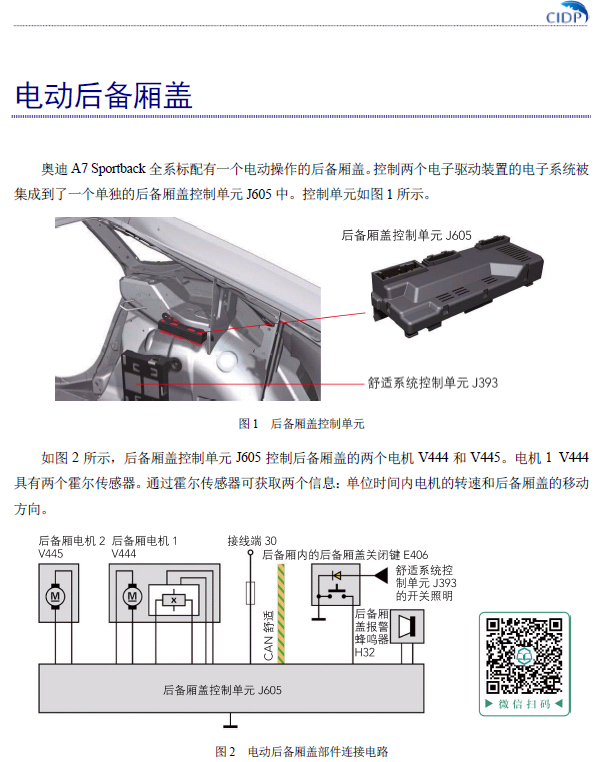 CIDP
电动后备厢盖
奥迪 A7 Sportback 全系标配有一个电动操作的后备厢盖。控制两个电子驱动装置的电子系统被
集成到了一个单独的后备厢盖控制单元 J605 中。控制单元如图 1 所示。
后备厢盖控制单元 J605
舒适系统控制单元 J393
图 1 后备厢盖控制单元
如图 2 所示，后备厢盖控制单元 J605 控制后备厢盖的两个电机 V444 和 V445。电机 1 V444
具有两个霍尔传感器。通过霍尔传感器可获取两个信息：单位时间内电机的转速和后备厢盖的移动
方向。
后备厢电机 2
V445
后备厢电机 1
V444
接线端 30
后备厢内的后备厢盖关闭键 E406
舒适系统控
制单元 J393
的开关照明
M
M
X
CAN 舒适
后备厢
盖报警
蜂鸣器
H32
后备厢盖控制单元 J605
微信扫码
图 2 电动后备厢盖部件连接电路